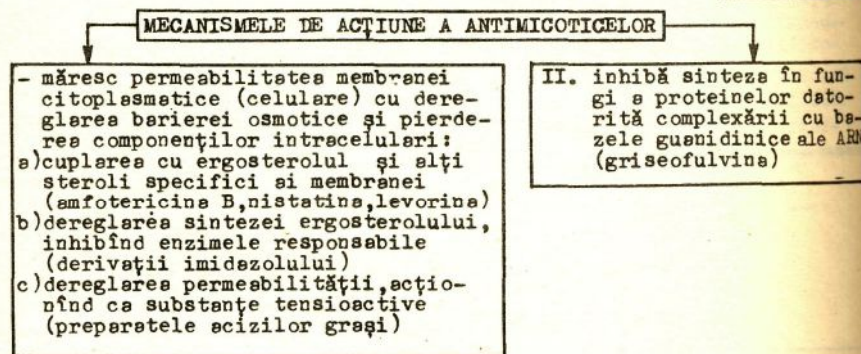 MECANISMELE DE ACȚIUNE A ANTIMICOTICELOR
- măresc permeabilitatea membranei
citoplasmatice (celulare) cu dere-
glarea barierei osmotice și pierde-
rea componenților intracelulari:
a)cuplarea cu ergosterolul și alți
steroli specifici ai membranei
(amfotericina B,nistatina,levorina)
b)dereglarea sintezei ergosterolului,
inhibînd enzimele responsabile
(derivații imidazolului)
c)dereglarea permeabilității,acțio-
nînd ca substanțe tensioactive
(preparatele acizilor grași)
II. inhibă sinteza în fun-
gi a proteinelor dato-
rită complexării cu ba-
zele guanidinice ale ARN
(griseofulvina)